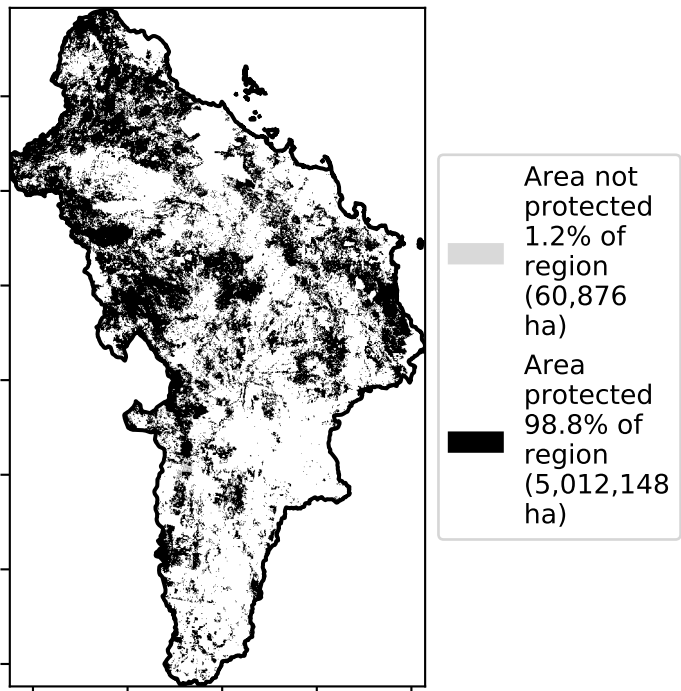 Area not
protected
1.2% of
region
(60,876
ha)
Area
protected
98.8% of
region
(5,012,148
ha)